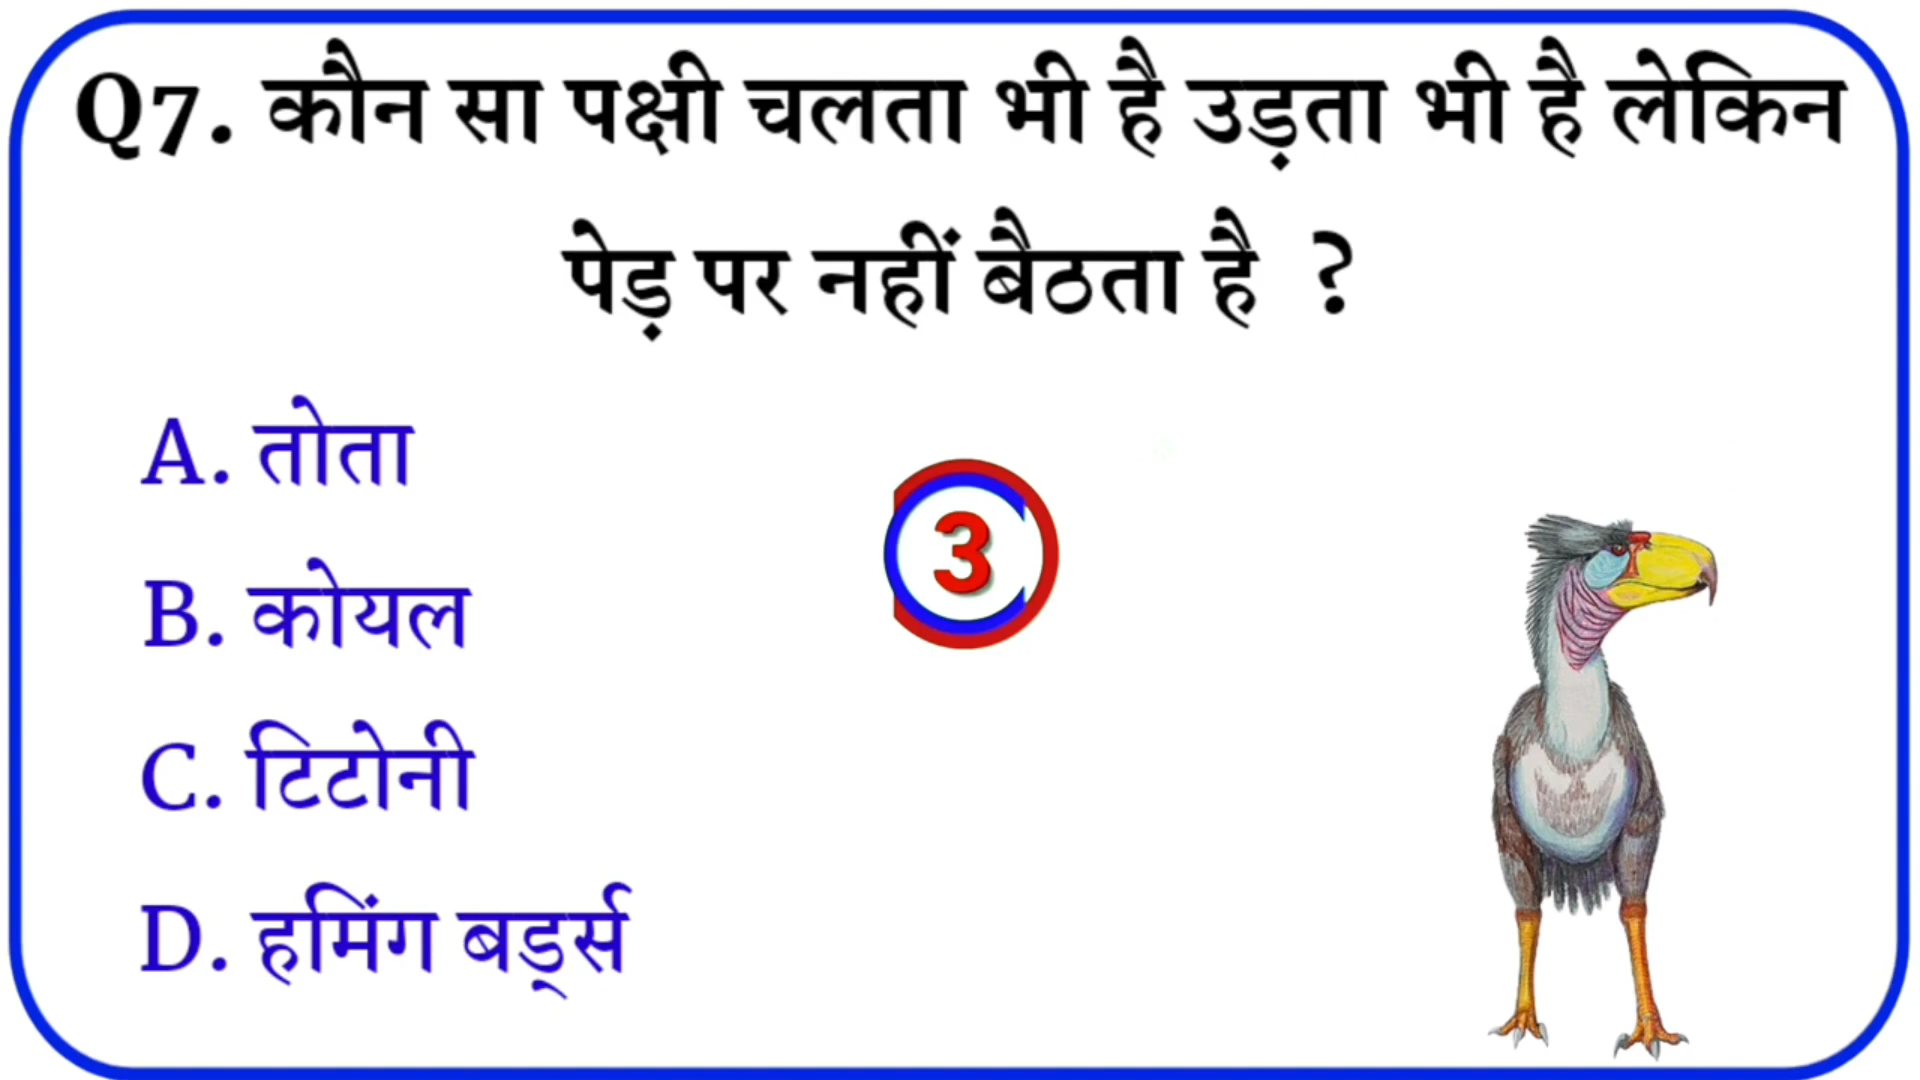 Q7. कौन सा पक्षी चलता भी है उड़ता भी है लेकिन
पेड़ पर नहीं बैठता है ?
A. तोता
B. कोयल
C. टिटोनी
D. हमिंग बर्ड्स
3